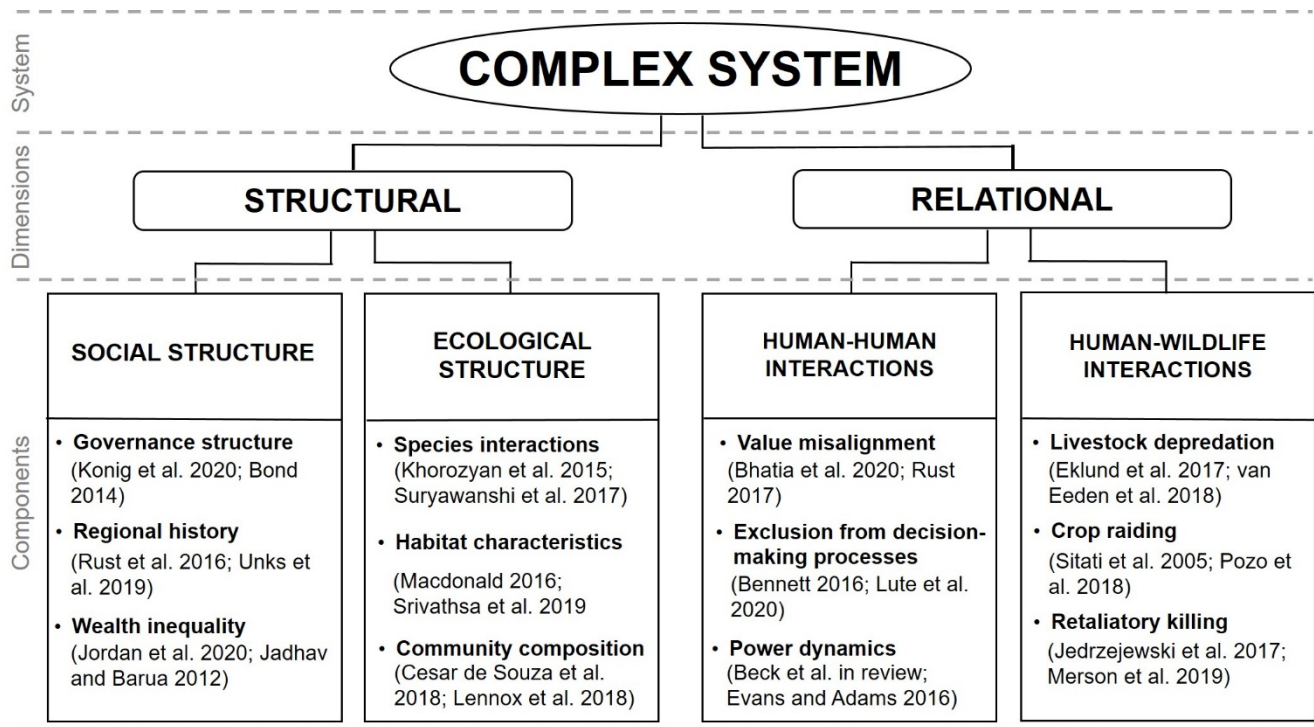 System
COMPLEX SYSTEM
Dimensions
STRUCTURAL
RELATIONAL
Components
SOCIAL STRUCTURE
• Governance structure
(Konig et al. 2020; Bond
2014)
• Regional history
(Rust et al. 2016; Unks et
al. 2019)
• Wealth inequality
(Jordan et al. 2020; Jadhav
and Barua 2012)
ECOLOGICAL
STRUCTURE
• Species interactions
(Khorozyan et al. 2015;
Suryawanshi et al. 2017)
• Habitat characteristics
(Macdonald 2016;
Srivathsa et al. 2019
• Community composition
(Cesar de Souza et al.
2018; Lennox et al. 2018)
HUMAN-HUMAN
INTERACTIONS
• Value misalignment
(Bhatia et al. 2020; Rust
2017)
• Exclusion from decision-
making processes
(Bennett 2016; Lute et al.
2020)
• Power dynamics
(Beck et al. in review;
Evans and Adams 2016)
HUMAN-WILDLIFE
INTERACTIONS
• Livestock depredation
(Eklund et al. 2017; van
Eeden et al. 2018)
• Crop raiding
(Sitati et al. 2005; Pozo et
al. 2018)
• Retaliatory killing
(Jedrzejewski et al. 2017;
Merson et al. 2019)